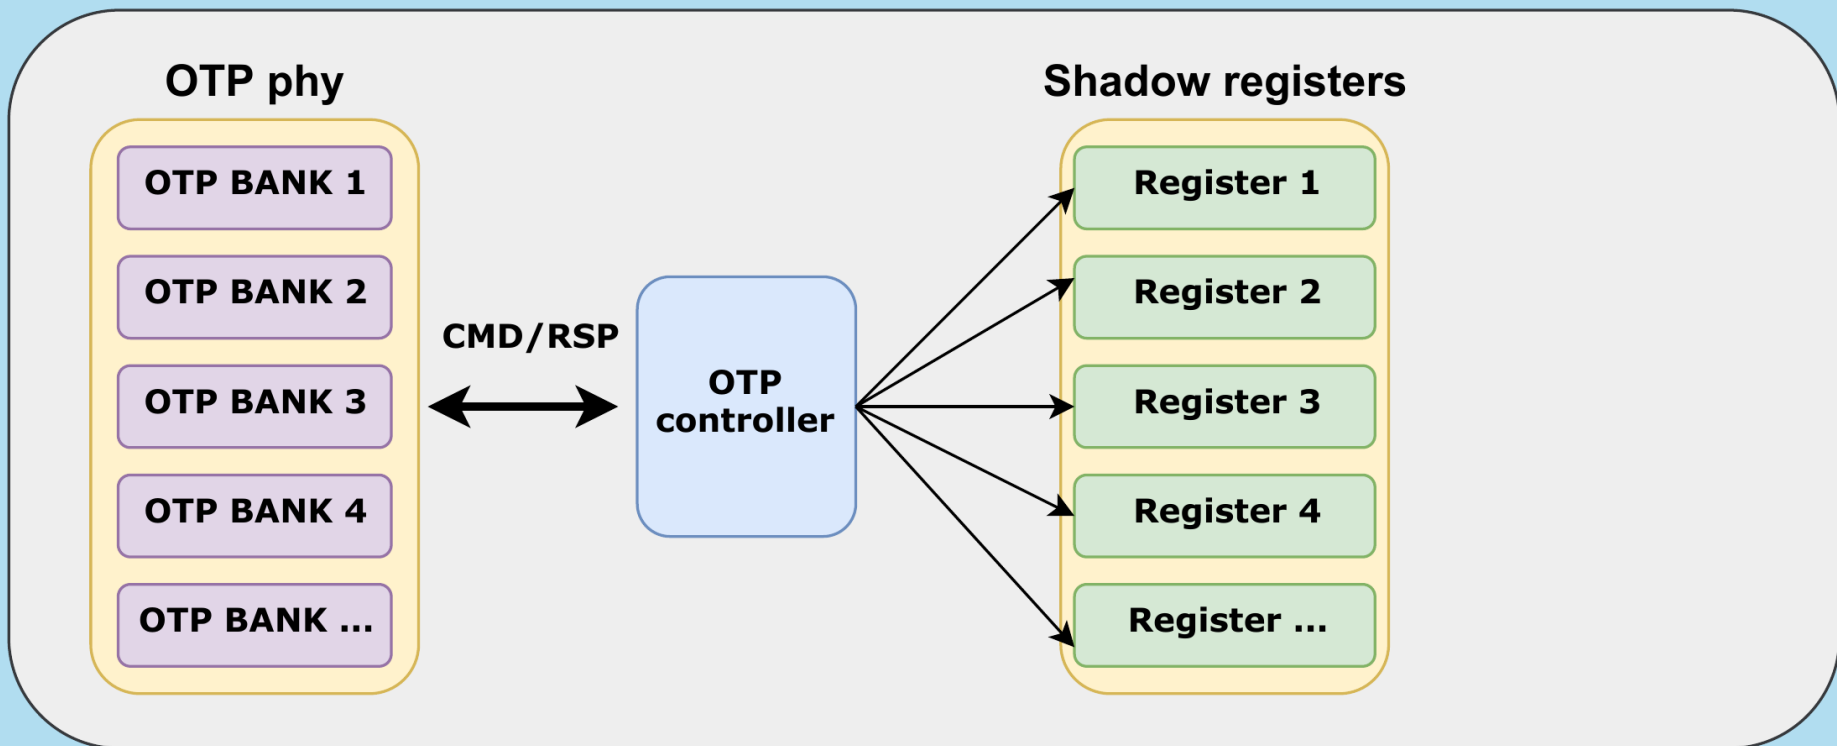 OTP phy
OTP BANK 1
OTP BANK 2
OTP BANK 3
OTP BANK 4
OTP BANK ...
CMD/RSP
OTP
controller
Shadow registers
Register 1
Register 2
Register 3
Register 4
Register ...